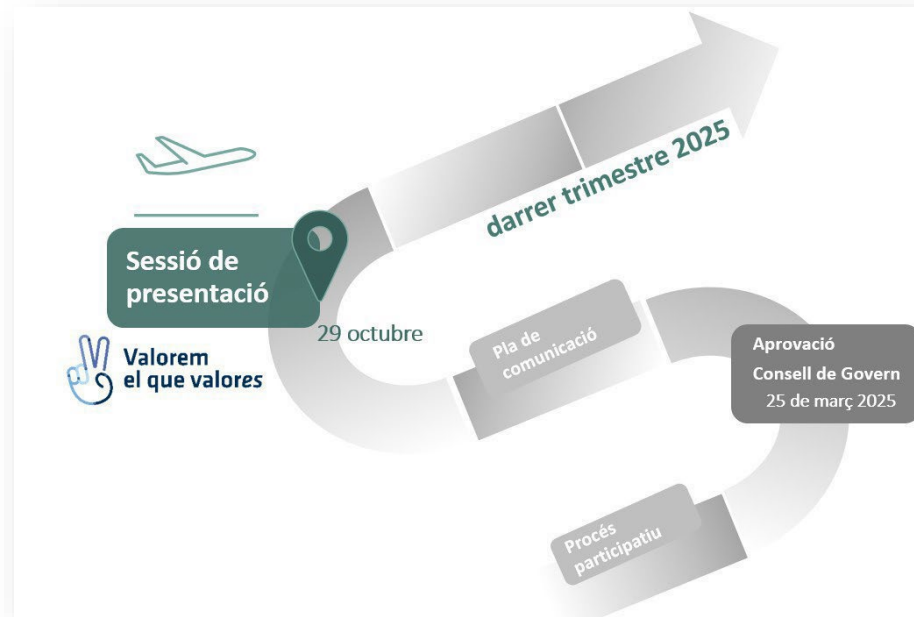 darrer trimestre 2025
Sessió de
presentació
29 octubre
Valorem
el que valores
Pla de
comunicació
Aprovació
Consell de Govern
25 de març 2025
Procés
participatiu